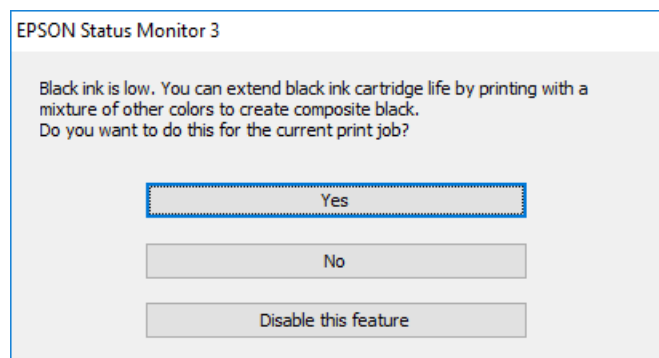 EPSON Status Monitor 3
Black ink is low. You can extend black ink cartridge life by printing with a
mixture of other colors to create composite black.
Do you want to do this for the current print job?
Yes
No
Disable this feature